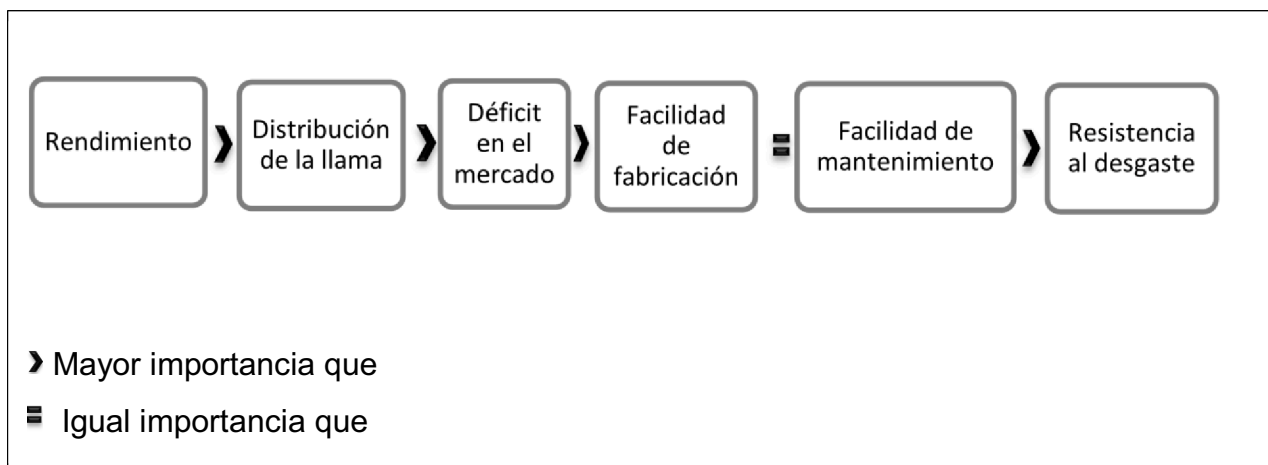 Rendimiento
Distribución
de la llama
Déficit
en el
mercado
Facilidad
de
fabricación
=
Facilidad de
mantenimiento
Resistencia
al desgaste
Mayor importancia que
= Igual importancia que